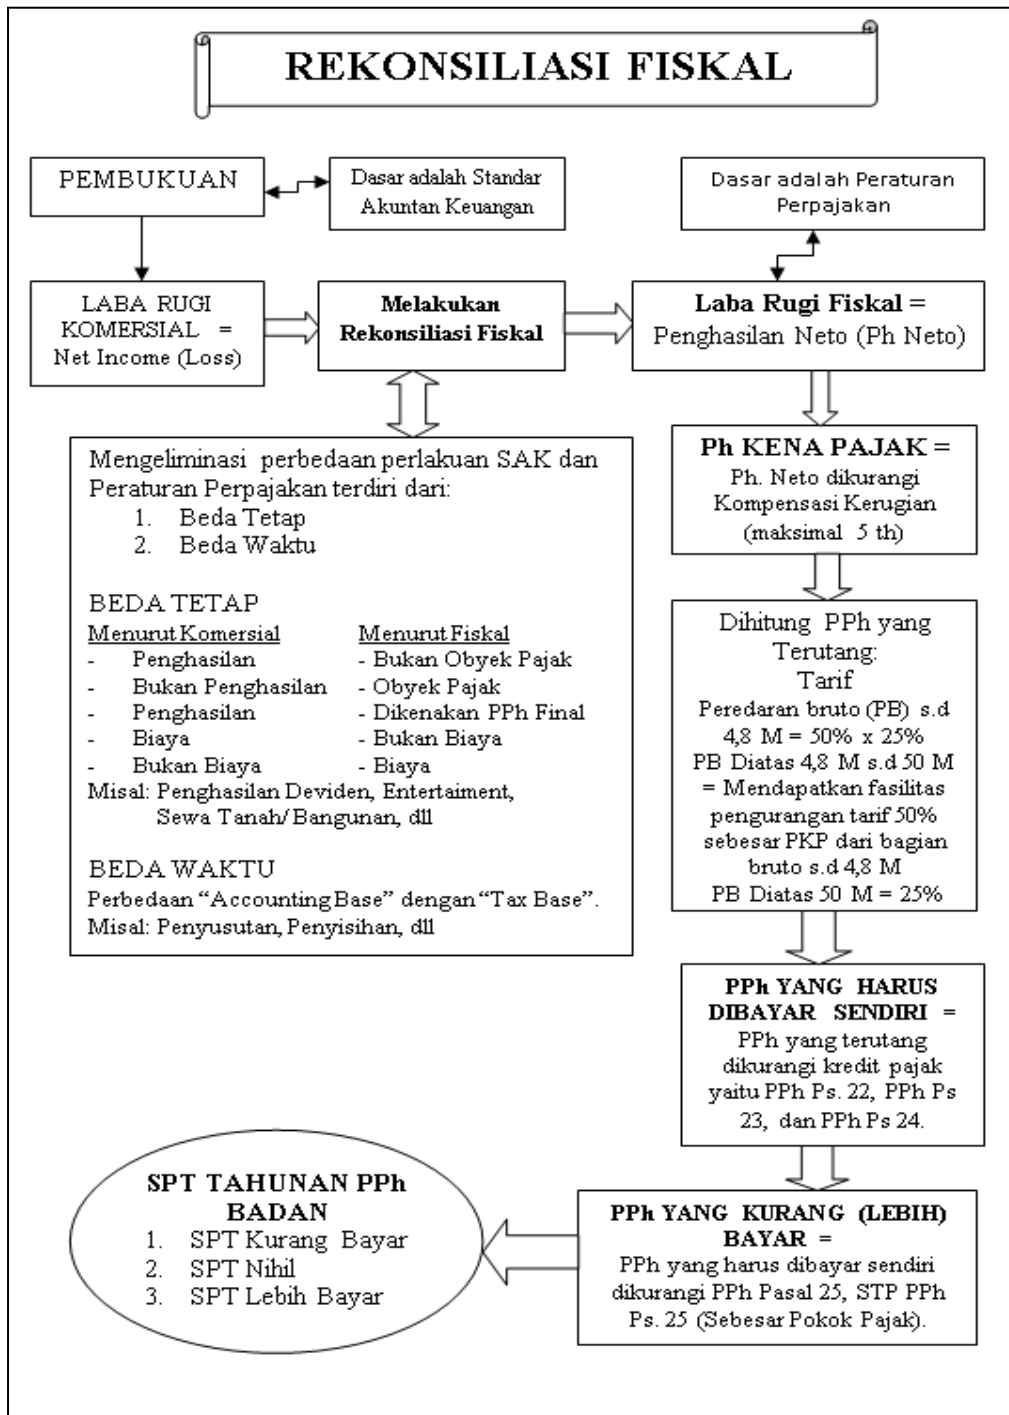 REKONSILIASI FISKAL
PEMBUKUAN
Dasar adalah Standar
Akuntan Keuangan
Dasar adalah Peraturan
Perpajakan
LABA RUGI
KOMERSIAL =
Net Income (Loss)
Melakukan
Rekonsiliasi Fiskal
Laba Rugi Fiskal =
Penghasilan Neto (Ph Neto)
Mengeliminasi perbedaan perlakuan SAK dan
Peraturan Perpajakan terdiri dari:
1. Beda Tetap
2. Beda Waktu
BEDA TETAP
Menurut Komersial Menurut Fiskal
- Penghasilan - Bukan Obyek Pajak
- Bukan Penghasilan - Obyek Pajak
- Penghasilan - Dikenakan PPh Final
- Biaya - Bukan Biaya
- Bukan Biaya - Biaya
Misal: Penghasilan Deviden, Entertaiment,
Sewa Tanah/ Bangunan, dll
BEDA WAKTU
Perbedaan “Accounting Base” dengan “Tax Base”.
Misal: Penyusutan, Penyisihan, dll
Ph KENA PAJAK =
Ph. Neto dikurangi
Kompensasi Kerugian
(maksimal 5 th)
Dihitung PPh yang
Terutang:
Tarif
Peredaran bruto (PB) s.d
4,8 M = 50% x 25%
PB Diatas 4,8 M s.d 50 M
= Mendapatkan fasilitas
pengurangan tarif 50%
sebesar PKP dari bagian
bruto s.d 4,8 M
PB Diatas 50 M = 25%
PPh YANG HARUS
DIBAYAR SENDIRI =
PPh yang terutang
dikurangi kredit pajak
yaitu PPh Ps. 22, PPh Ps
23, dan PPh Ps 24.
PPh YANG KURANG (LEBIH)
BAYAR =
PPh yang harus dibayar sendiri
dikurangi PPh Pasal 25, STP PPh
Ps. 25 (Sebesar Pokok Pajak).
SPT TAHUNAN PPh
BADAN
1. SPT Kurang Bayar
2. SPT Nihil
3. SPT Lebih Bayar